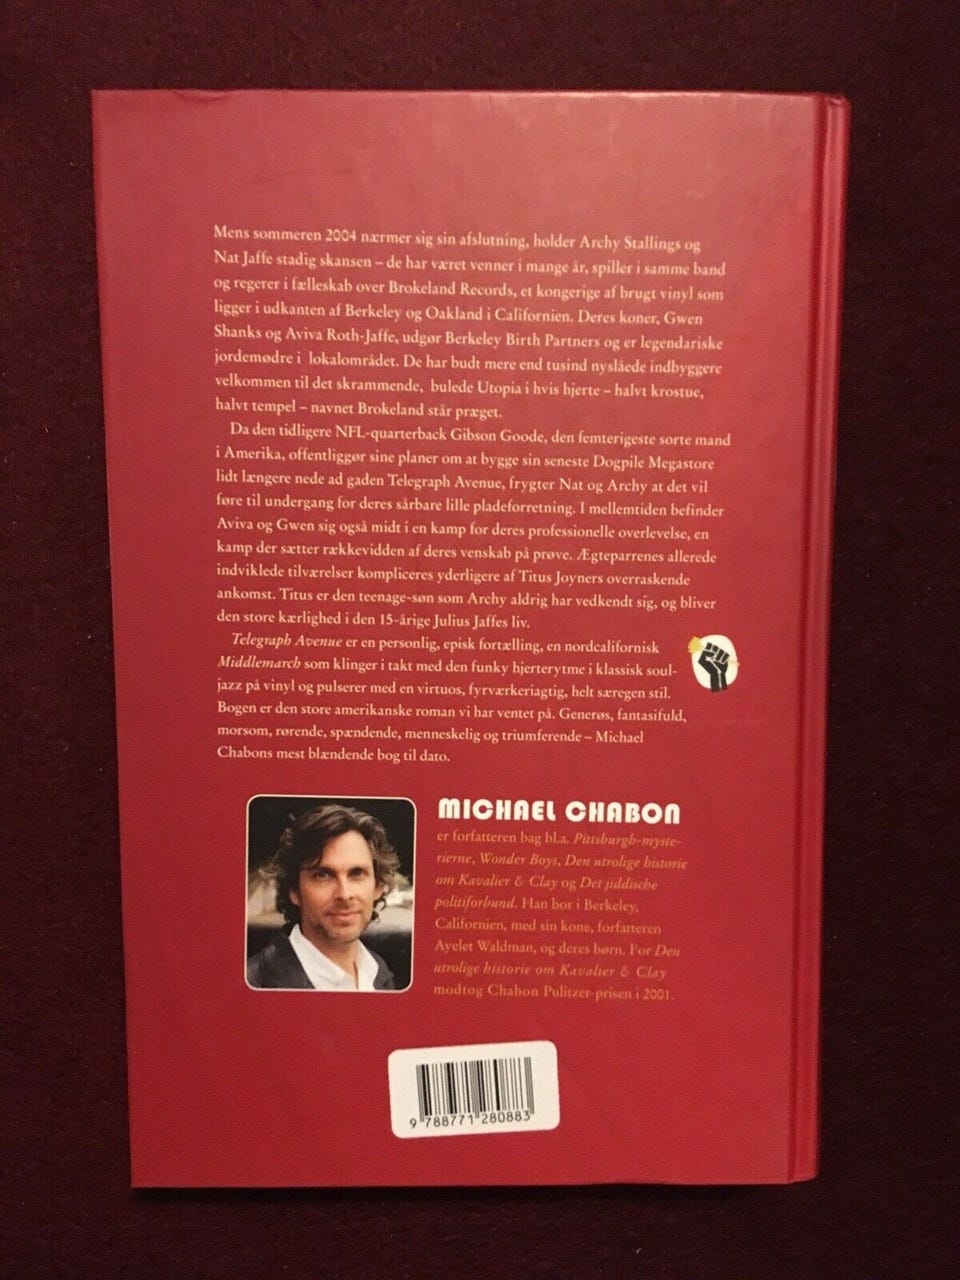 Mens sommeren 2004 nærmer sig sin afslutning, holder Archy Stallings og
Nat Jaffe stadig skansen – de har været venner i mange år, spiller i samme band
og regerer i fælleskab over Brokeland Records, et kongerige af brugt vinyl som
ligger i udkanten af Berkeley og Oakland i Californien. Deres koner, Gwen
Shanks og Aviva Roth-Jaffe, udgør Berkeley Birth Partners og er legendariske
jordemødre i lokalområdet. De har budt mere end tusind nyslåede indbyggere
velkommen til det skrammende, bulede Utopia i hvis hjerte – halvt krostue,
halvt tempel – navnet Brokeland står præget.
Da den tidligere NFL-quarterback Gibson Goode, den femterigeste sorte mand
i Amerika, offentliggør sine planer om at bygge sin seneste Dogpile Megastore
lidt længere nede ad gaden Telegraph Avenue, frygter Nat og Archy at det vil
føre til undergang for deres sårbare lille pladeforretning. I mellemtiden befinder
Aviva og Gwen sig også midt i en kamp for deres professionelle overlevelse, en
kamp der sætter rækkevidden af deres venskab på prøve. Ægteparrenes allerede
indviklede tilværelser kompliceres yderligere af Titus Joyners overraskende
ankomst. Titus er den teenage-søn som Archy aldrig har vedkendt sig, og bliver
den store kærlighed i den 15-årige Julius Jaffes liv.
Telegraph Avenue er en personlig, episk fortælling, en nordcalifornisk
Middlemarch som klinger i takt med den funky hjerterytme i klassisk soul-
jazz på vinyl og pulserer med en virtuos, fyrværkeriagtig, helt særegen stil.
Bogen er den store amerikanske roman vi har ventet på. Generøs, fantasifuld,
morsom, rørende, spændende, menneskelig og triumferende – Michael
Chabons mest blændende bog til dato.
MICHAEL CHABON
er forfatteren bag bl.a. Pittsburgh-myste-
rierne, Wonder Boys, Den utrolige historie
om Kavalier & Clay og Det jiddische
politiforbund. Han bor i Berkeley,
Californien, med sin kone, forfatteren
Ayelet Waldman, og deres børn. For Den
utrolige historie om Kavalier & Clay
modtog Chabon Pulitzer-prisen i 2001.
9 788771 280883